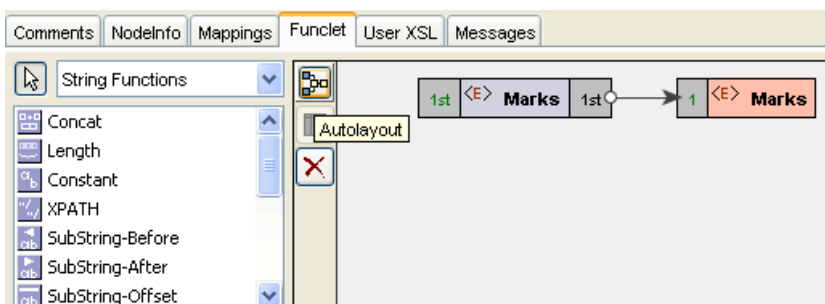 Comments NodeInfo Mappings Funclet User XSL Messages
String Functions
Concat
Length
Constant
XPATH
SubString-Before
SubString-After
SubString-Offset
Autolayout
1st <E> Marks 1st 1 <E> Marks